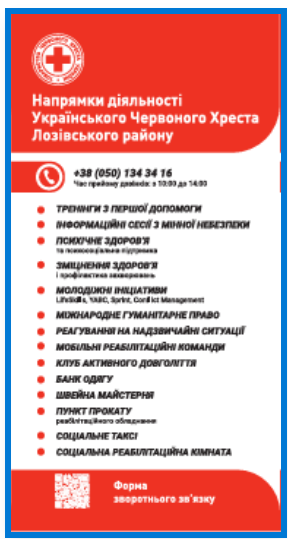 Напрямки діяльності
Українського Червоного Хреста
Лозівського району
+38 (050) 134 34 16
Час прийому дзвінків: з 10:00 до 14:00
ТРЕНІНГИ З ПЕРШОЇ ДОПОМОГИ
ІНФОРМАЦІЙНІ СЕСІЇ З МІННОЇ НЕБЕЗПЕКИ
ПСИХІЧНЕ ЗДОРОВ'Я
та психосоціальна підтримка
ЗМІЦНЕННЯ ЗДОРОВ'Я
і профілактика захворювань
МОЛОДІЖНІ ІНІЦІАТИВИ
LifeSkills, YABC, Sprint, Conflict Management
МІЖНАРОДНЕ ГУМАНІТАРНЕ ПРАВО
РЕАГУВАННЯ НА НАДЗВИЧАЙНІ СИТУАЦІЇ
МОБІЛЬНІ РЕАБІЛІТАЦІЙНІ КОМАНДИ
КЛУБ АКТИВНОГО ДОВГОЛІТТЯ
БАНК ОДЯГУ
ШВЕЙНА МАЙСТЕРНЯ
ПУНКТ ПРОКАТУ
реабілітаційного обладнання
СОЦІАЛЬНЕ ТАКСІ
СОЦІАЛЬНА РЕАБІЛІТАЦІЙНА КІМНАТА
Форма
зворотнього зв'язку